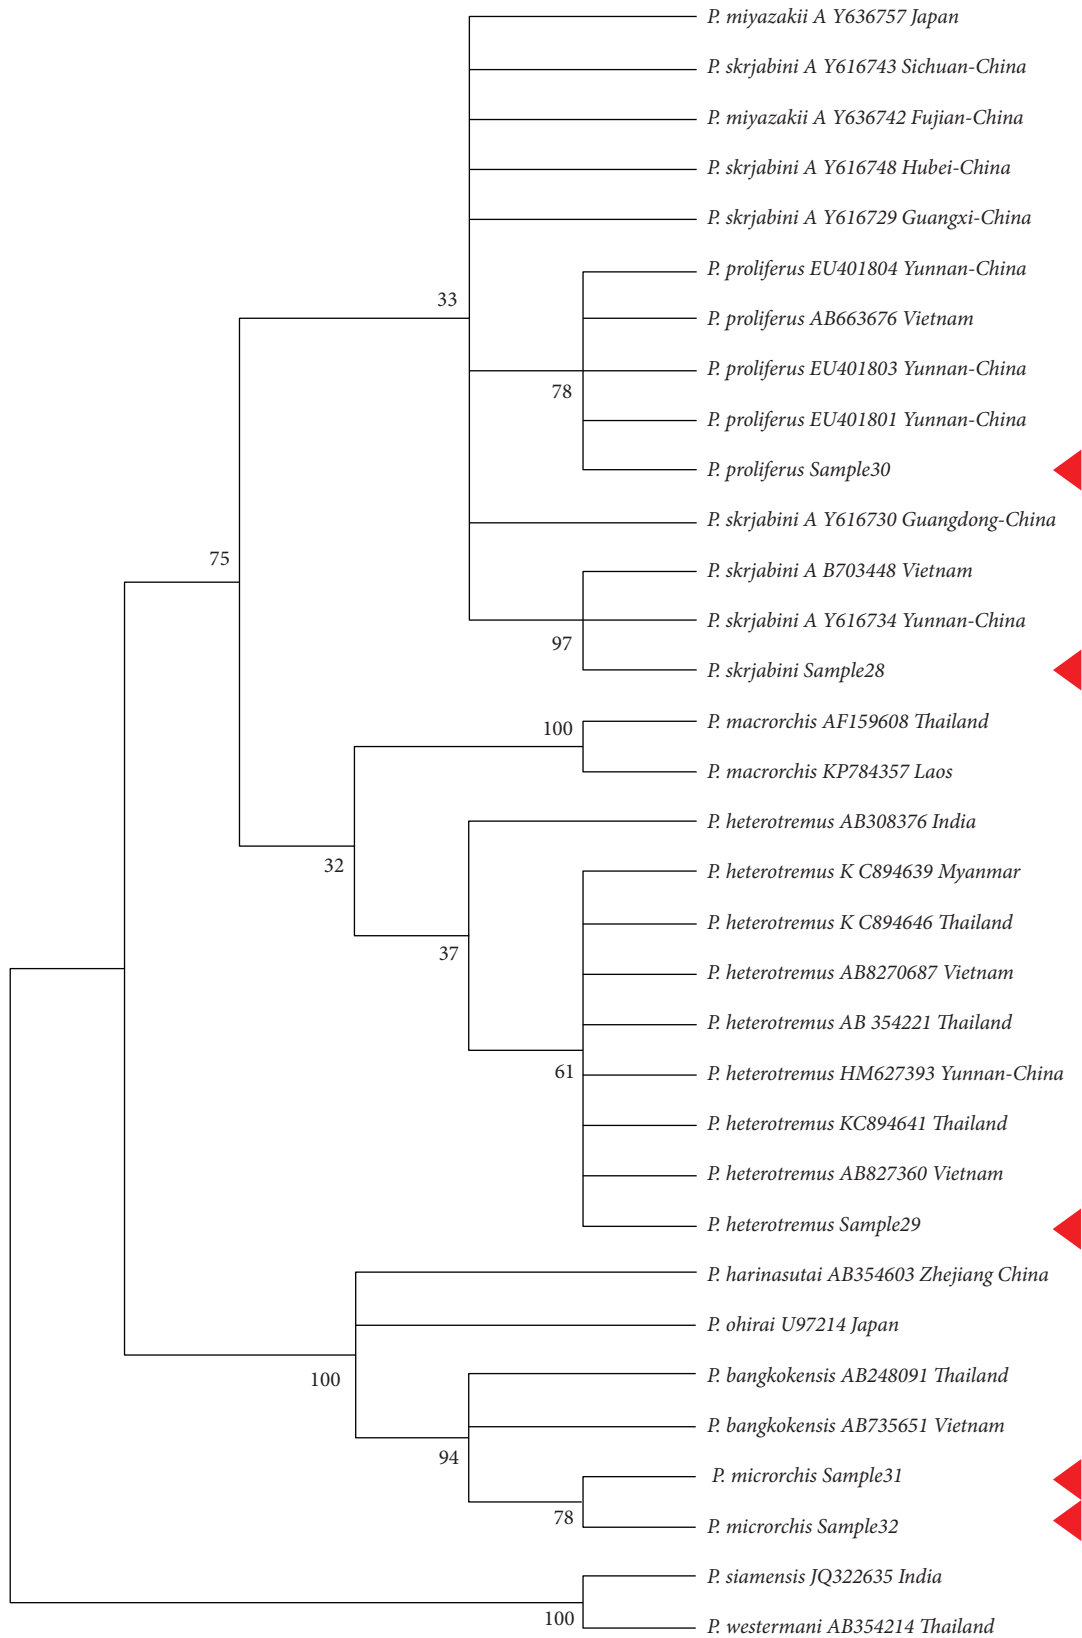 P. miyazakii A Y636757 Japan
P. skrjabini A Y616743 Sichuan-China
P. miyazakii A Y636742 Fujian-China
P. skrjabini A Y616748 Hubei-China
P. skrjabini A Y616729 Guangxi-China
P. proliferus EU401804 Yunnan-China
33
P. proliferus AB663676 Vietnam
P. proliferus EU401803 Yunnan-China
78
P. proliferus EU401801 Yunnan-China
P. proliferus Sample30
P. skrjabini A Y616730 Guangdong-China
75
P. skrjabini A B703448 Vietnam
P. skrjabini A Y616734 Yunnan-China
97
P. skrjabini Sample28
P. macrorchis AF159608 Thailand
100
P. macrorchis KP784357 Laos
P. heterotremus AB308376 India
32
P. heterotremus K C894639 Myanmar
P. heterotremus K C894646 Thailand
37
P. heterotremus AB8270687 Vietnam
P. heterotremus AB 354221 Thailand
61
P. heterotremus HM627393 Yunnan-China
P. heterotremus KC894641 Thailand
P. heterotremus AB827360 Vietnam
P. heterotremus Sample29
P. harinasutai AB354603 Zhejiang China
P. ohirai U97214 Japan
100
P. bangkokensis AB248091 Thailand
P. bangkokensis AB735651 Vietnam
94
P. microrchis Sample31
78
P. microrchis Sample32
P. siamensis JQ322635 India
100
P. westermani AB354214 Thailand